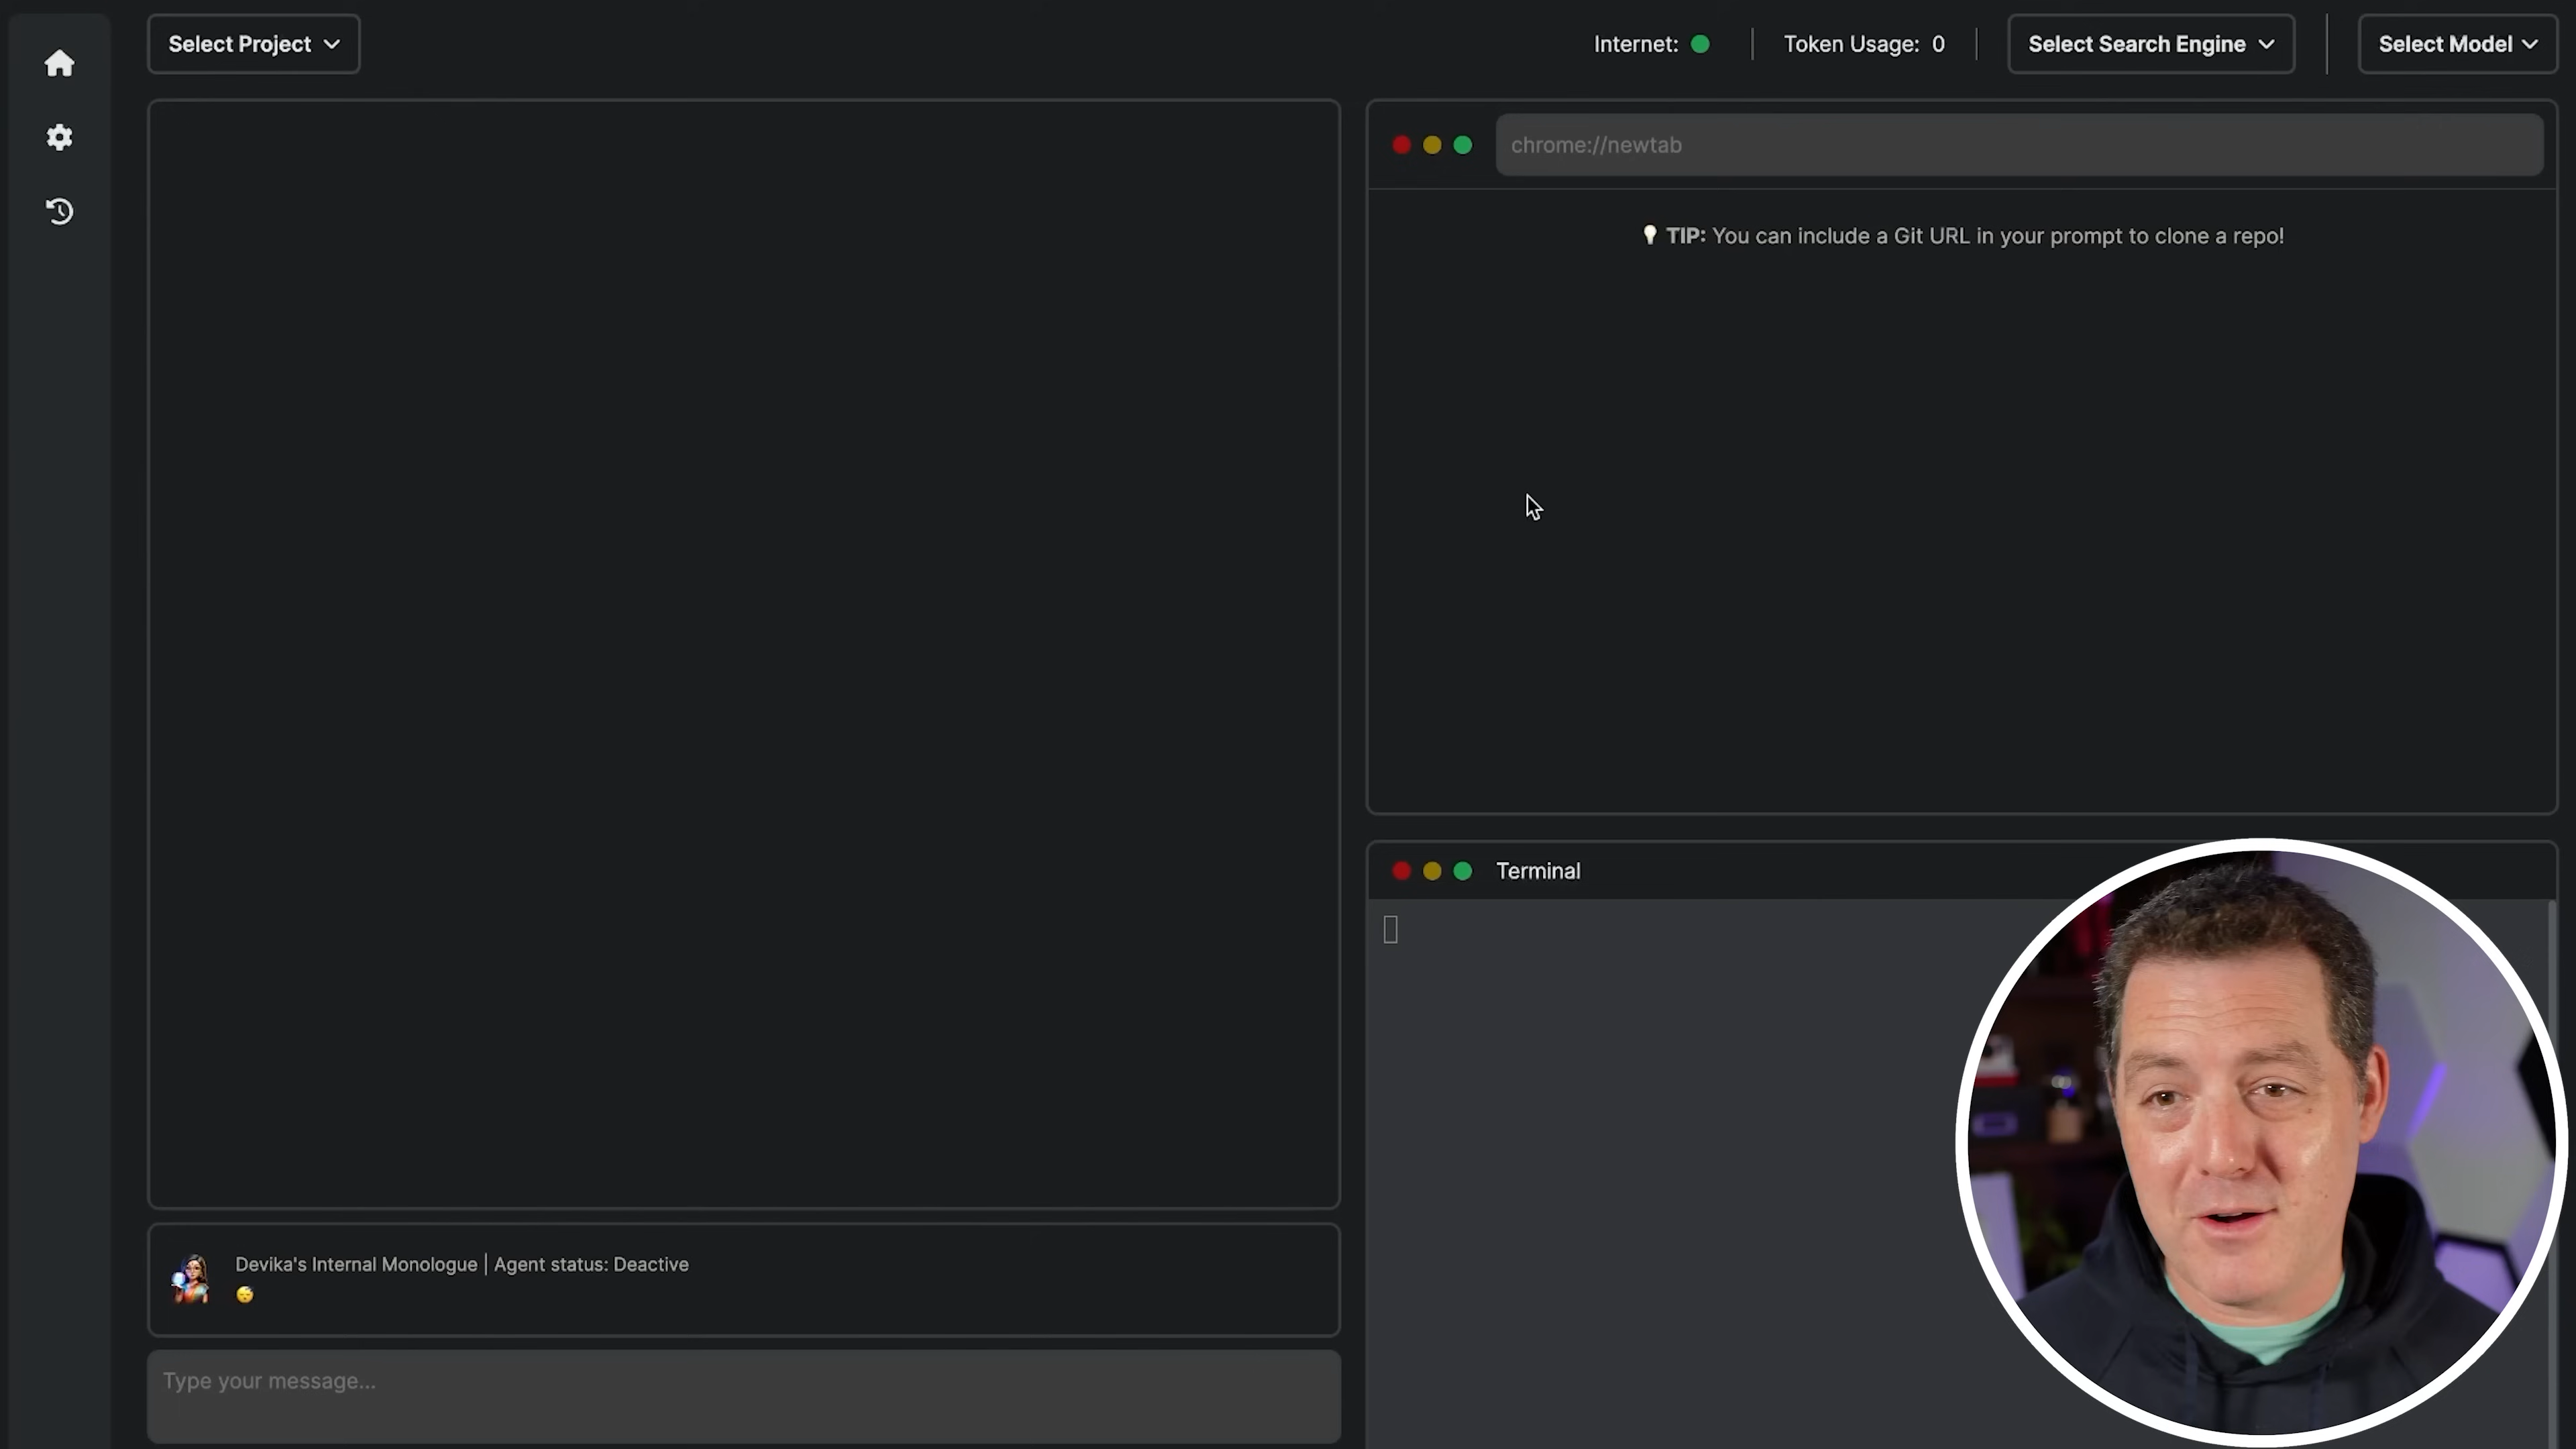 Select Project
Internet:
Token Usage: 0
Select Search Engine
Select Model
chrome://newtab
TIP: You can include a Git URL in your prompt to clone a repo!
Terminal
Devika's Internal Monologue | Agent status: Deactive
Type your message...